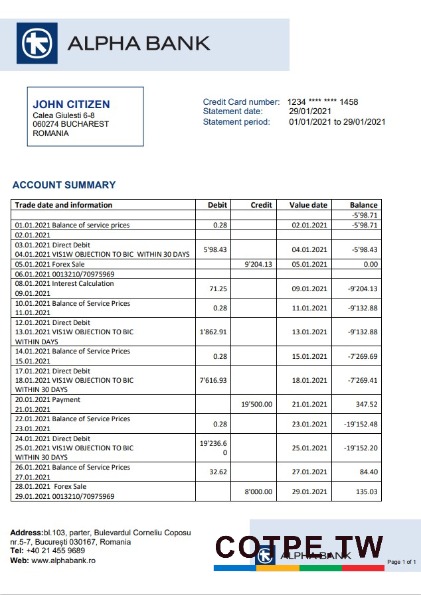 ALPHA BANK
JOHN CITIZEN
Calea Giulesti 6-8
060274 BUCHAREST
ROMANIA
Credit Card number: 1234 **** **** 1458
Statement date: 29/01/2021
Statement period: 01/01/2021 to 29/01/2021
ACCOUNT SUMMARY
Trade date and information Debit Credit Value date Balance
-5'98.71
01.01.2021 Balance of service prices 0.28 02.01.2021 -5'98.71
02.01.2021
03.01.2021 Direct Debit
04.01.2021 VIS1W OBJECTION TO BIC WITHIN 30 DAYS 5'98.43 04.01.2021 -5'98.43
05.01.2021 Forex Sale 9'204.13 05.01.2021 0.00
06.01.2021 0013210/70975969
08.01.2021 Interest Calculation
09.01.2021 71.25 09.01.2021 -9'204.13
10.01.2021 Balance of Service Prices
11.01.2021 0.28 11.01.2021 -9'132.88
12.01.2021 Direct Debit
13.01.2021 VIS1W OBJECTION TO BIC 1'862.91 13.01.2021 -9'132.88
WITHIN DAYS
14.01.2021 Balance of Service Prices
15.01.2021 0.28 15.01.2021 -7'269.69
17.01.2021 Direct Debit
18.01.2021 VIS1W OBJECTION TO BIC 7'616.93 18.01.2021 -7'269.41
WITHIN 30 DAYS
20.01.2021 Payment
21.01.2021 19'500.00 21.01.2021 347.52
22.01.2021 Balance of Service Prices
23.01.2021 0.28 23.01.2021 -19'152.48
24.01.2021 Direct Debit
25.01.2021 VIS1W OBJECTION TO BIC 19'236.6 25.01.2021 -19'152.20
WITHIN 30 DAYS 0
26.01.2021 Balance of Service Prices
27.01.2021 32.62 27.01.2021 84.40
28.01.2021 Forex Sale
29.01.2021 0013210/70975969 8'000.00 29.01.2021 135.03
Address:bl.103, parter, Bulevardul Corneliu Coposu
nr.5-7, București 030167, Romania
Tel: +40 21 455 9689
Web: www.alphabank.ro
COTPE.TW
ALPHA BANK
Page 1 of 1